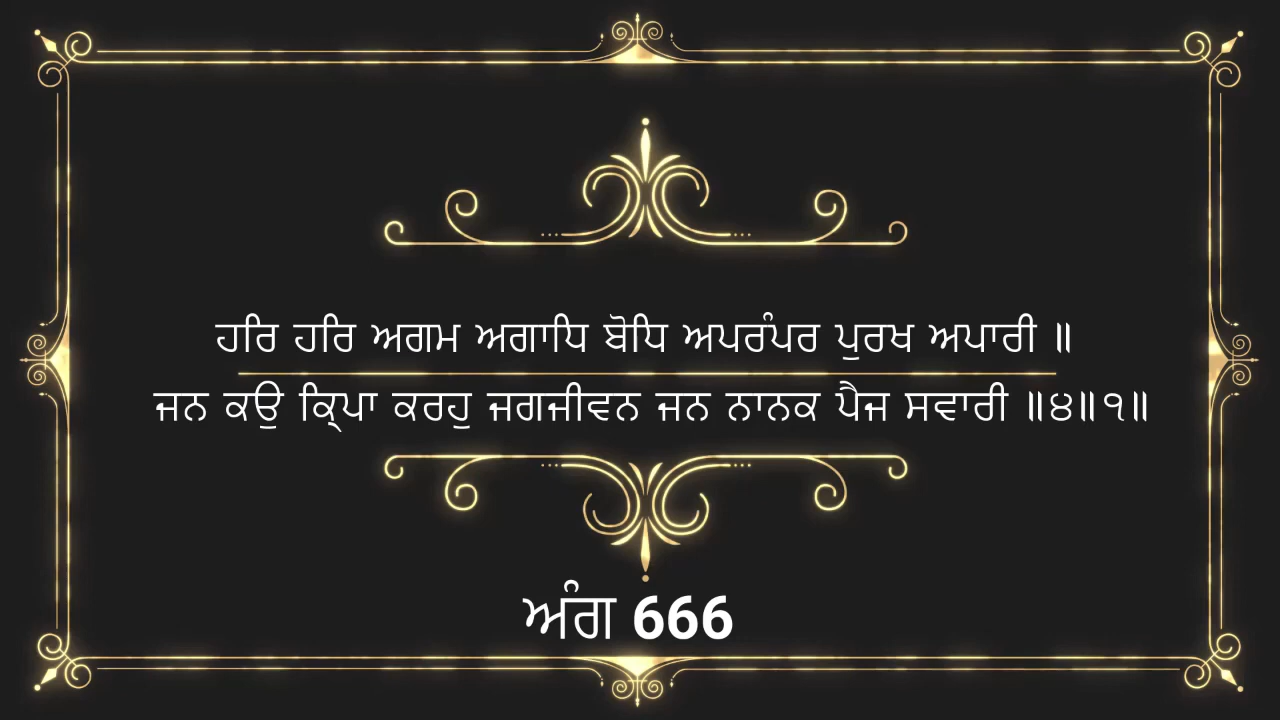 ਹਰਿ ਹਰਿ ਅਗਮ ਅਗਾਧਿ ਬੋਧਿ ਅਪਰੰਪਰ ਪੁਰਖ ਅਪਾਰੀ ॥
ਜਨ ਕਉ ਕ੍ਰਿਪਾ ਕਰਹੁ ਜਗਜੀਵਨ ਜਨ ਨਾਨਕ ਪੈਜ ਸਵਾਰੀ ॥੪॥੧॥
ਅੰਗ 666